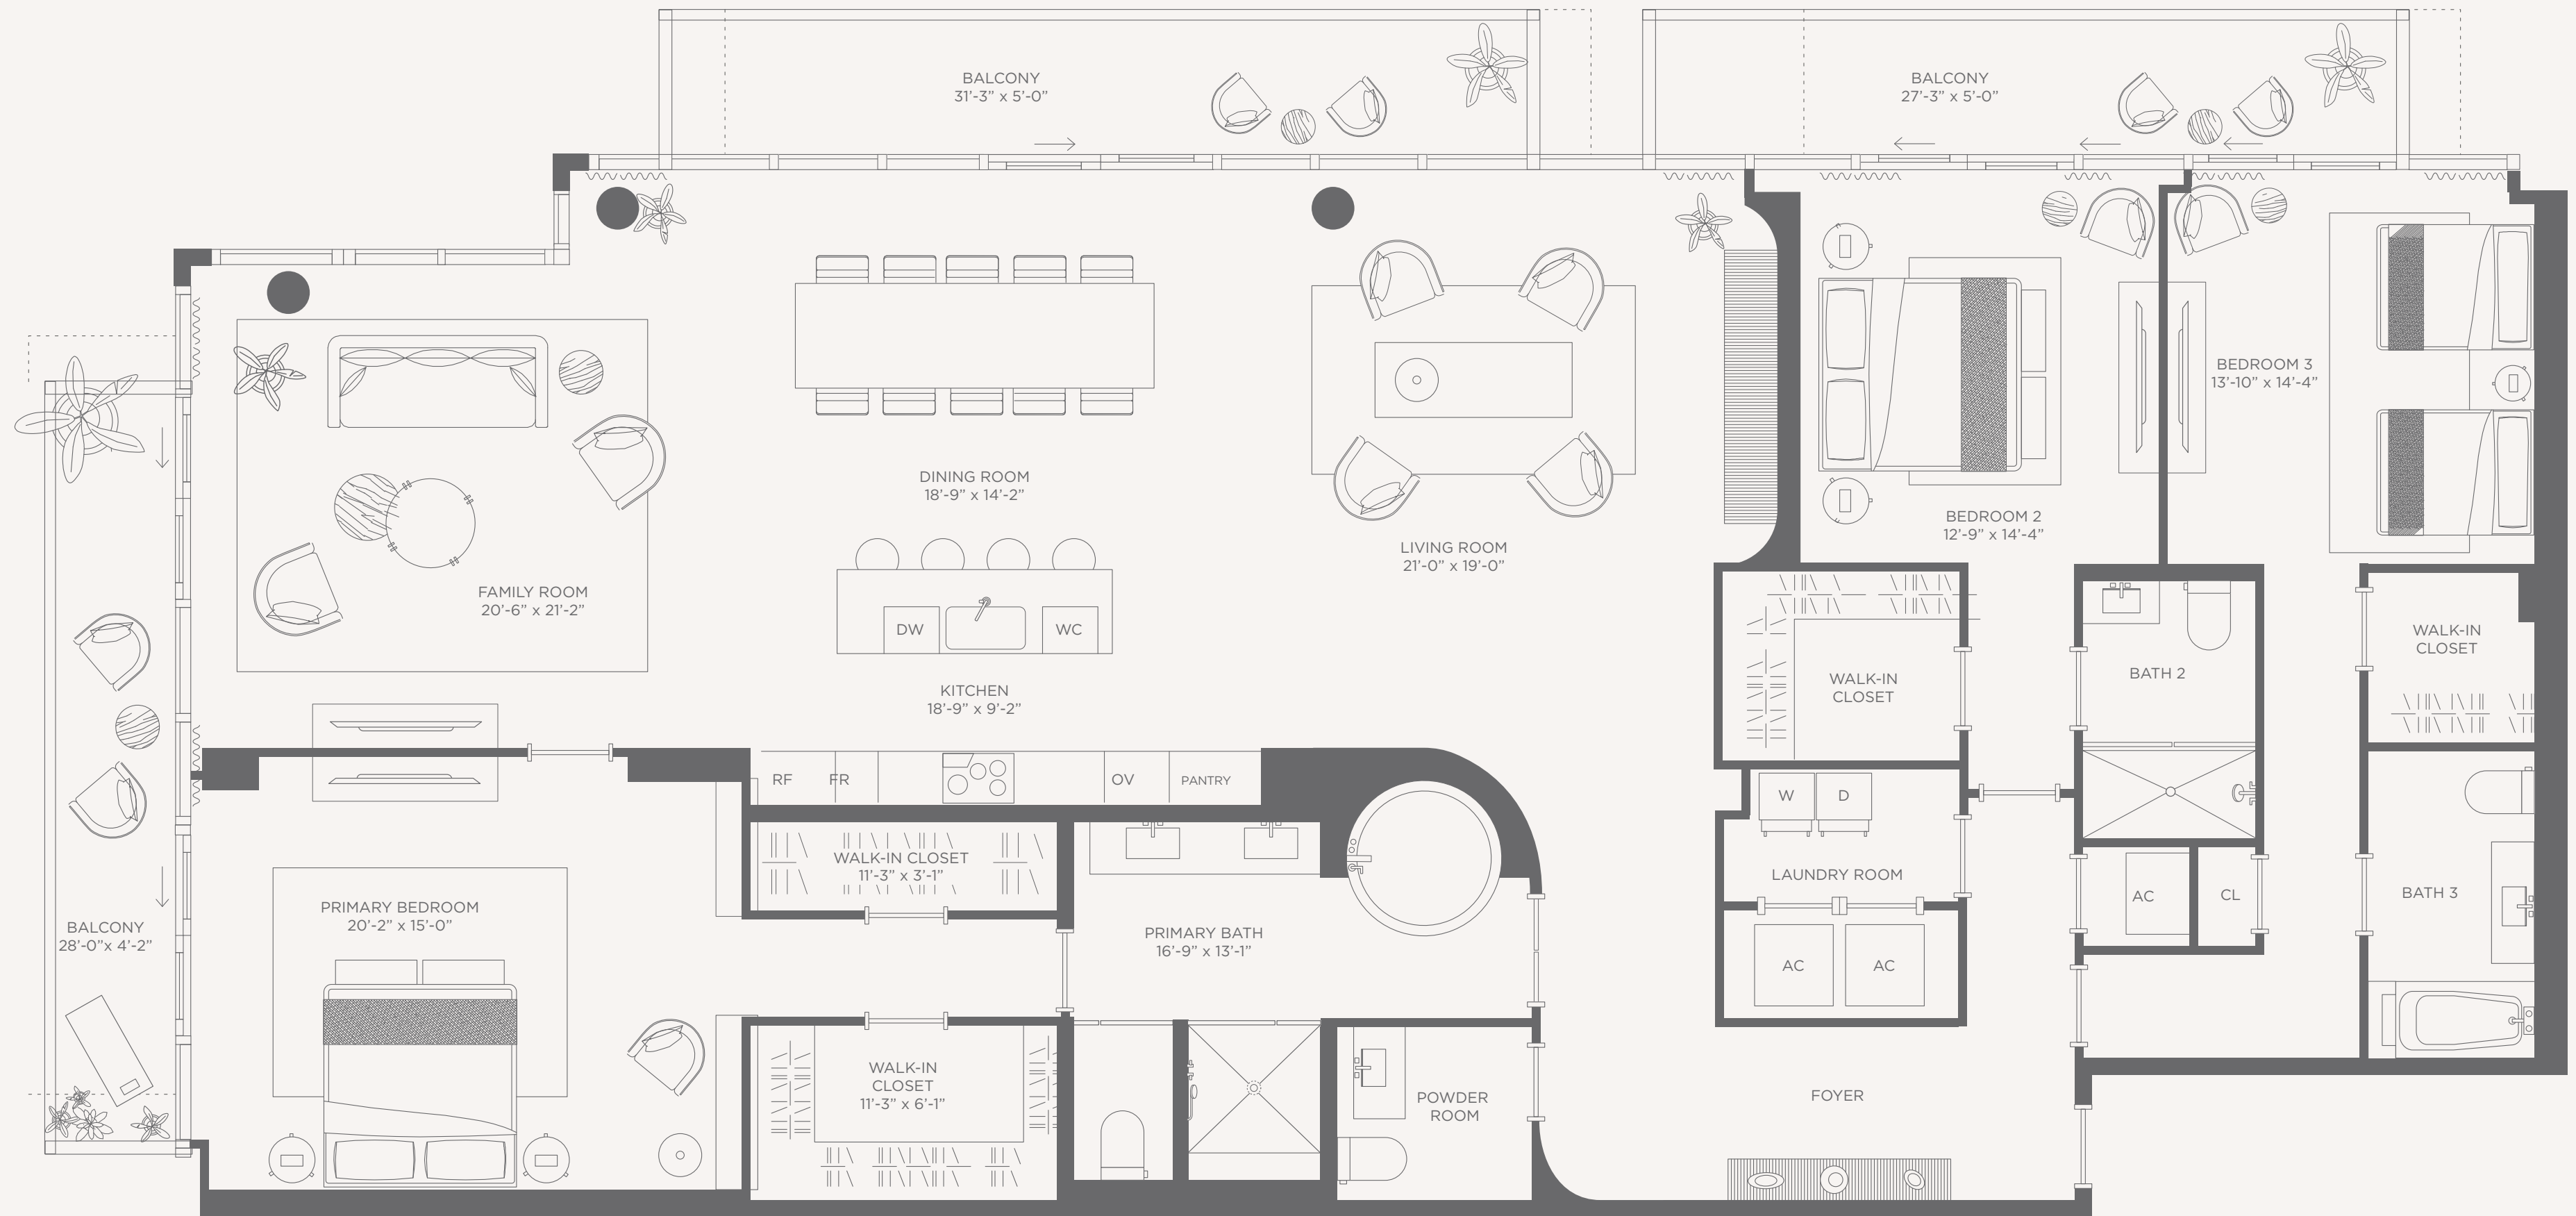 BALCONY
31'-3" x 5'-0"
BALCONY
27'-3" x 5'-0"
BEDROOM 3
13'-10" x 14'-4"
DINING ROOM
18'-9" x 14'-2"
BEDROOM 2
12'-9" x 14'-4"
LIVING ROOM
21'-0" x 19'-0"
FAMILY ROOM
20'-6" x 21'-2"
DW
WC
WALK-IN
CLOSET
BATH 2
WALK-IN
CLOSET
KITCHEN
18'-9" x 9'-2"
RF
FR
OV
PANTRY
W
D
WALK-IN CLOSET
11'-3" x 3'-1"
LAUNDRY ROOM
AC
CL
BATH 3
PRIMARY BEDROOM
20'-2" x 15'-0"
BALCONY
28'-0"x 4'-2"
PRIMARY BATH
16'-9" x 13'-1"
AC
AC
WALK-IN
CLOSET
11'-3" x 6'-1"
POWDER
ROOM
FOYER